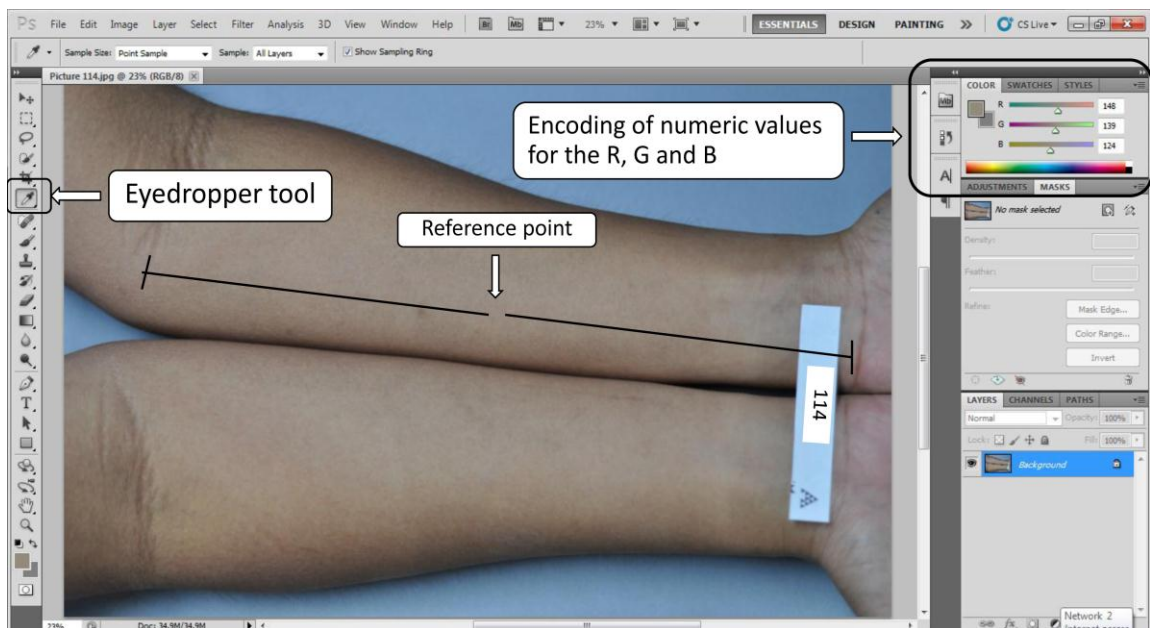 PS File Edit Image Layer Select Filter Analysis 3D View Window Help Br Mb 23% ESSENTIALS DESIGN PAINTING CS Live
Sample Size: Point Sample Sample: All Layers Show Sampling Ring
Picture 114.jpg @ 23% (RGB/8)
COLOR SWATCHES STYLES
R 148
G 139
B 124
Encoding of numeric values
for the R, G and B
Eyedropper tool
Reference point
ADJUSTMENTS MASKS
No mask selected
Density:
Feather:
Refine: Mask Edge...
Color Range...
Invert
114
LAYERS CHANNELS PATHS
Normal Opacity: 100%
Lock: Fill: 100%
Background
23% Doc: 34.9M/34.9M
Network 2